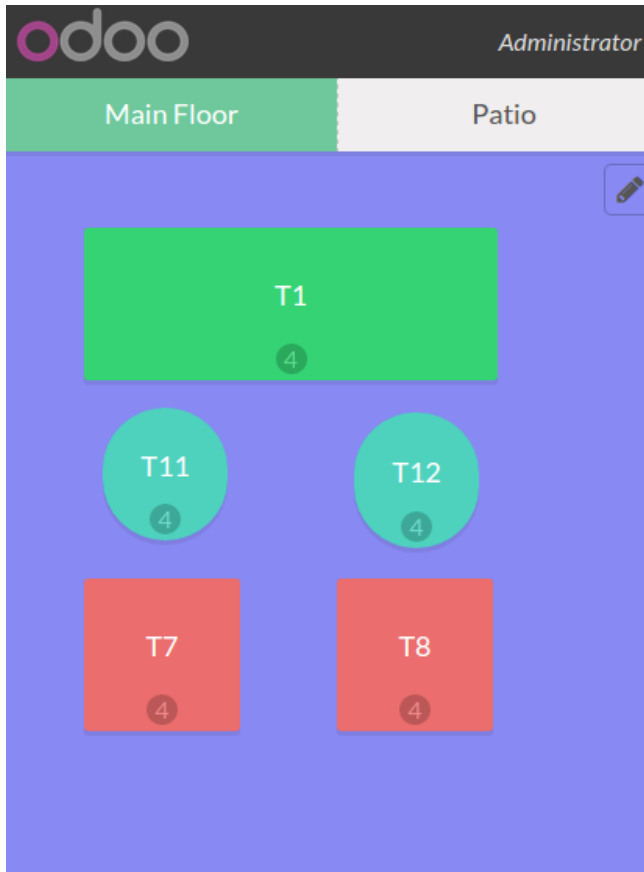 odoo
Administrator
Main Floor
Patio
T1
4
T11
4
T12
4
T7
4
T8
4